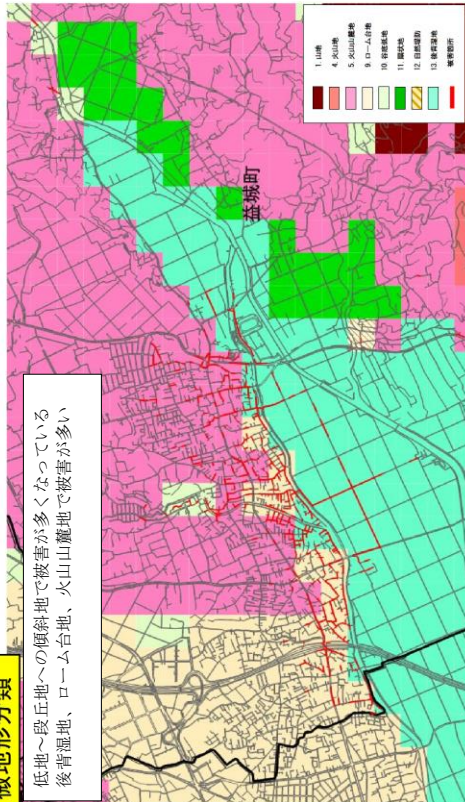 微地形分類
低地～段丘地への傾斜地で被害が多くなっている
後背湿地、ローム台地、火山山麓地で被害が多い
益城町
1. 山地
4. 火山地
5. 火山山麓地
9. ローム台地
10. 谷底低地
11. 扇状地
12. 自然堤防
13. 後背湿地
被害箇所